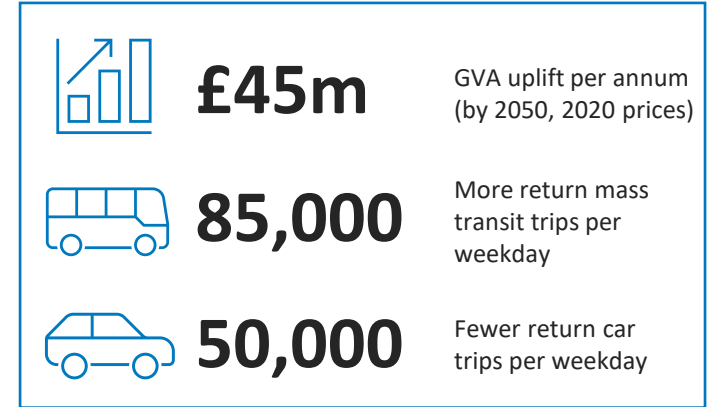 £45m
GVA uplift per annum
(by 2050, 2020 prices)
85,000
More return mass
transit trips per
weekday
50,000
Fewer return car
trips per weekday